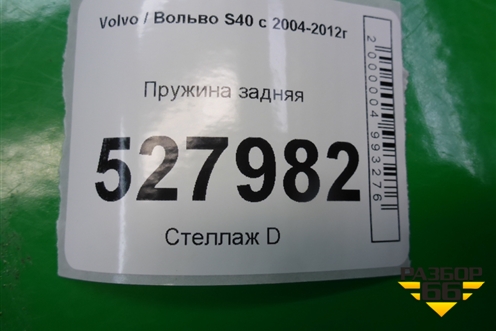 Volvo / Вольво S40 с 2004-2012г
Пружина задняя
527982
Стеллаж D
2000004993276
РАЗБОР
66